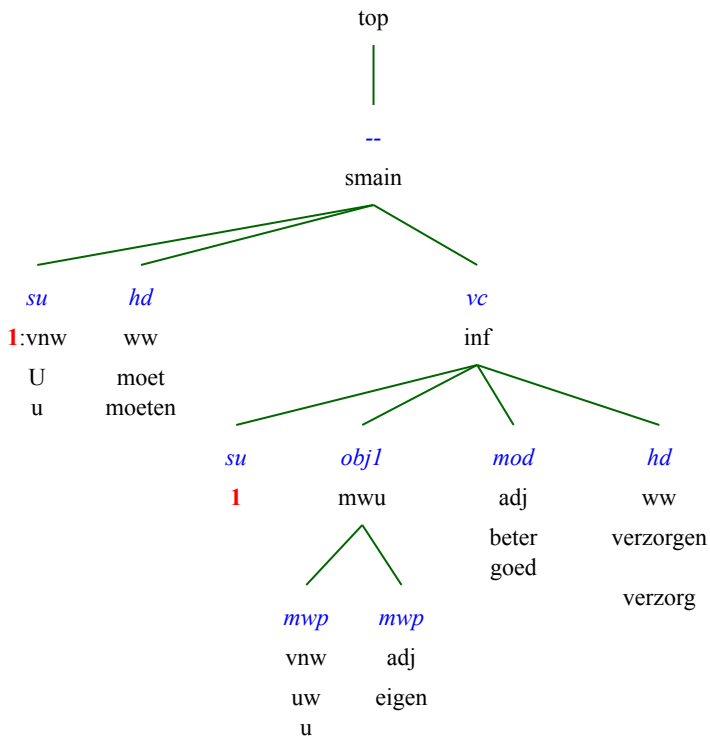 top
--
smain
su hd vc
1:vnw ww inf
U moet
u moeten
su obj1 mod hd
1 mwu adj ww
beter verzorgen
goed
verzorg
mwp mwp
vnw adj
uw eigen
u